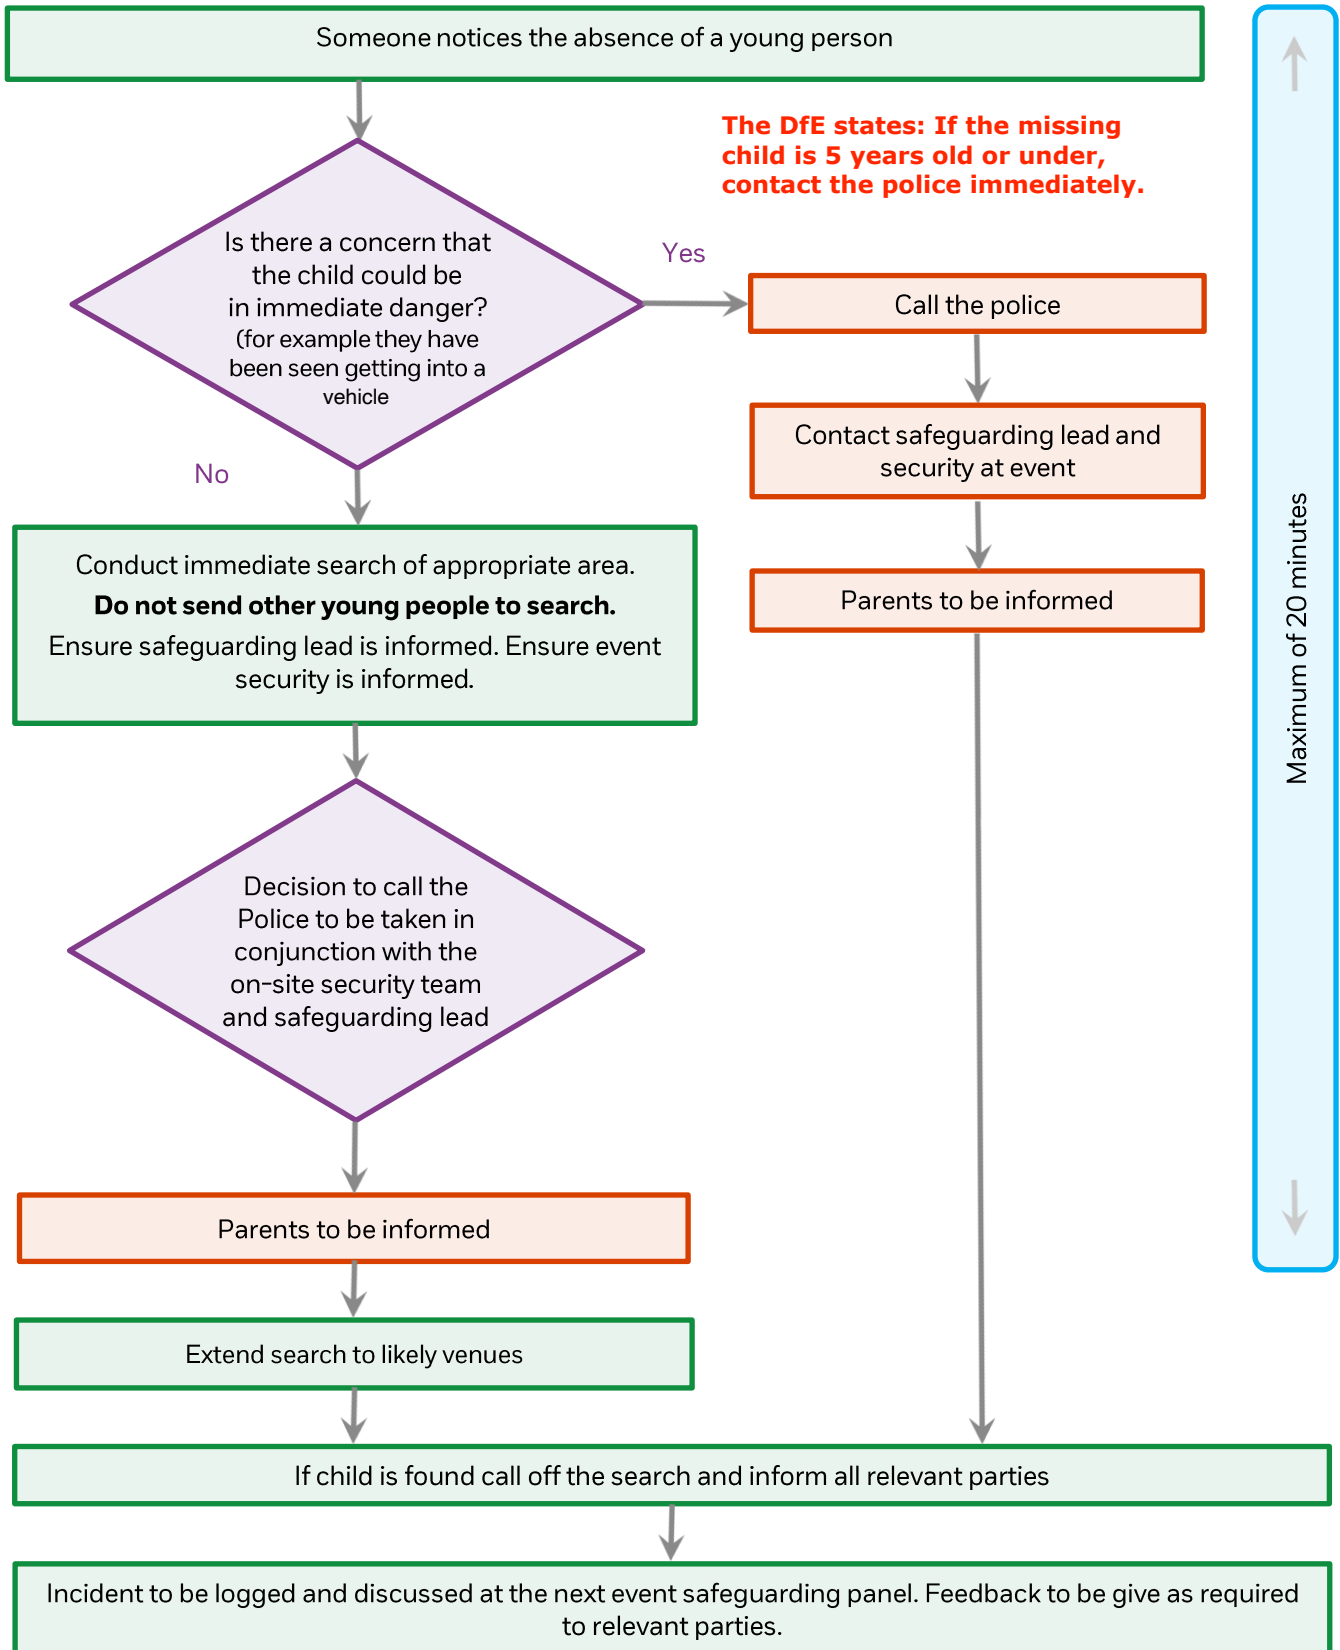 Someone notices the absence of a young person
The DfE states: If the missing
child is 5 years old or under,
contact the police immediately.
Is there a concern that
the child could be
in immediate danger?
(for example they have
been seen getting into a
vehicle
Yes
Call the police
Contact safeguarding lead and
security at event
Parents to be informed
No
Conduct immediate search of appropriate area.
Do not send other young people to search.
Ensure safeguarding lead is informed. Ensure event
security is informed.
Maximum of 20 minutes
Decision to call the
Police to be taken in
conjunction with the
on-site security team
and safeguarding lead
Parents to be informed
Extend search to likely venues
If child is found call off the search and inform all relevant parties
Incident to be logged and discussed at the next event safeguarding panel. Feedback to be give as required
to relevant parties.